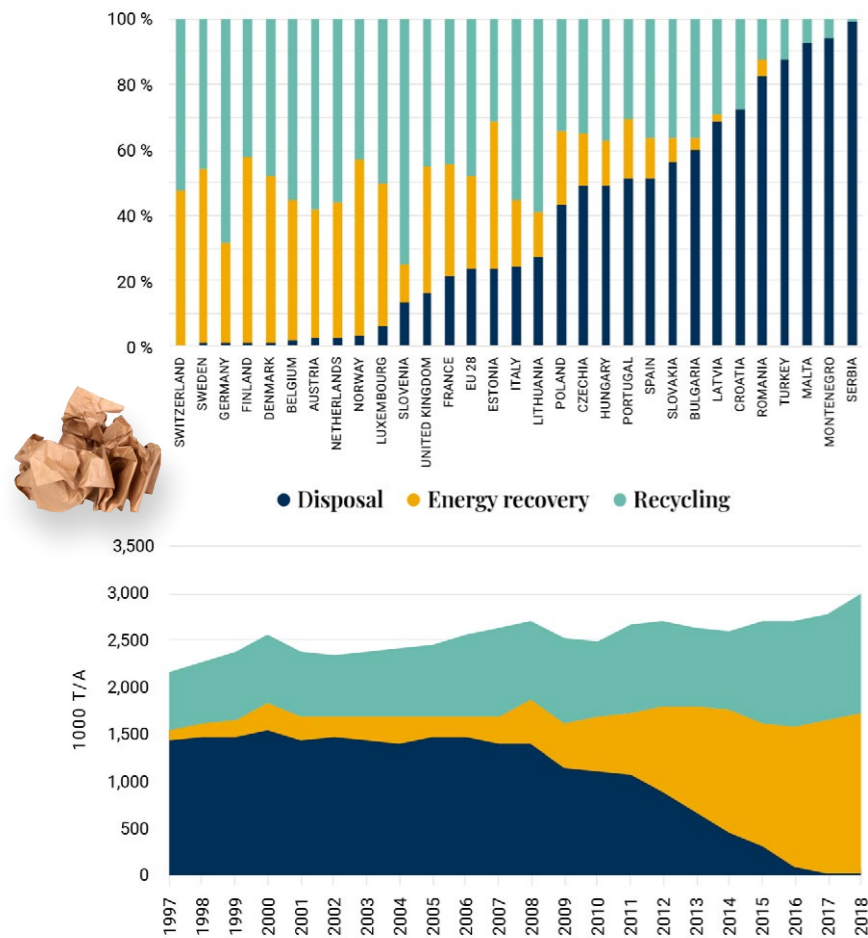 100 %
80 %
60 %
40 %
20 %
0 %
SWITZERLAND
SWEDEN
GERMANY
FINLAND
DENMARK
BELGIUM
AUSTRIA
NETHERLANDS
NORWAY
LUXEMBOURG
SLOVENIA
UNITED KINGDOM
FRANCE
EU 28
ESTONIA
ITALY
LITHUANIA
POLAND
CZECHIA
HUNGARY
PORTUGAL
SPAIN
SLOVAKIA
BULGARIA
LATVIA
CROATIA
ROMANIA
TURKEY
MALTA
MONTENEGRO
SERBIA
Disposal Energy recovery Recycling
3,500
3,000
2,500
2,000
1,500
1,000
500
0
1000 T/A
1997
1998
1999
2000
2001
2002
2003
2004
2005
2006
2007
2008
2009
2010
2011
2012
2013
2014
2015
2016
2017
2018